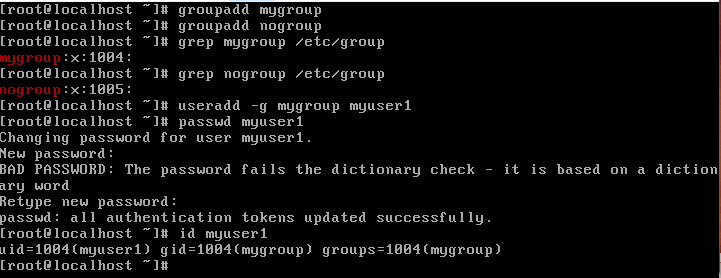 [root@localhost ~]# groupadd mygroup
[root@localhost ~]# groupadd nogroup
[root@localhost ~]# grep mygroup /etc/group
mygroup:x:1004:
[root@localhost ~]# grep nogroup /etc/group
nogroup:x:1005:
[root@localhost ~]# useradd -g mygroup myuser1
[root@localhost ~]# passwd myuser1
Changing password for user myuser1.
New password:
BAD PASSWORD: The password fails the dictionary check - it is based on a diction
ary word
Retype new password:
passwd: all authentication tokens updated successfully.
[root@localhost ~]# id myuser1
uid=1004(myuser1) gid=1004(mygroup) groups=1004(mygroup)
[root@localhost ~]#